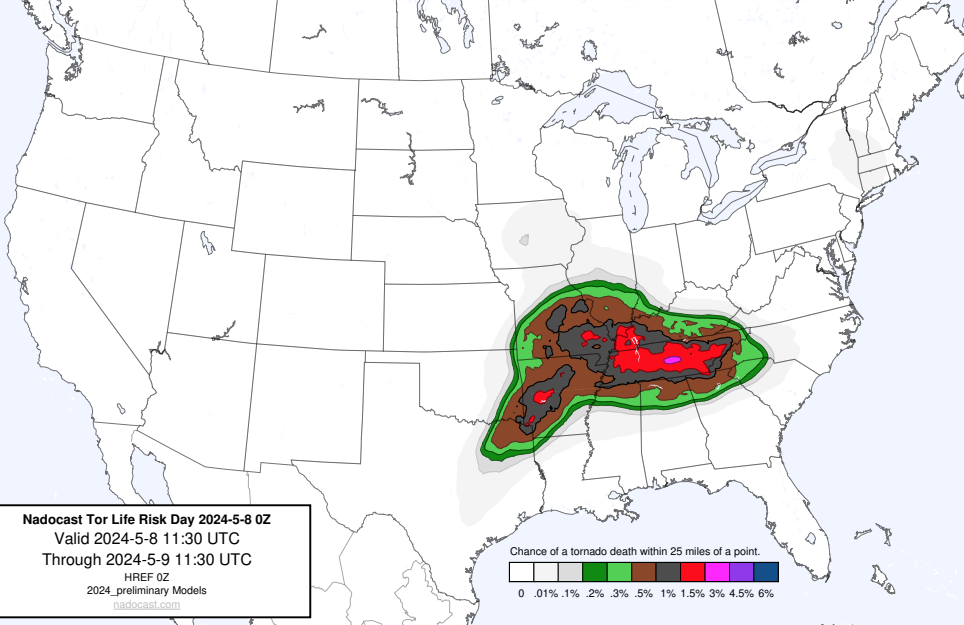 Nadocast Tor Life Risk Day 2024-5-8 0Z
Valid 2024-5-8 11:30 UTC
Through 2024-5-9 11:30 UTC
HREF 0Z
2024_preliminary Models
nadocast.com
Chance of a tornado death within 25 miles of a point.
0 .01% .1% .2% .3% .5% 1% 1.5% 3% 4.5% 6%